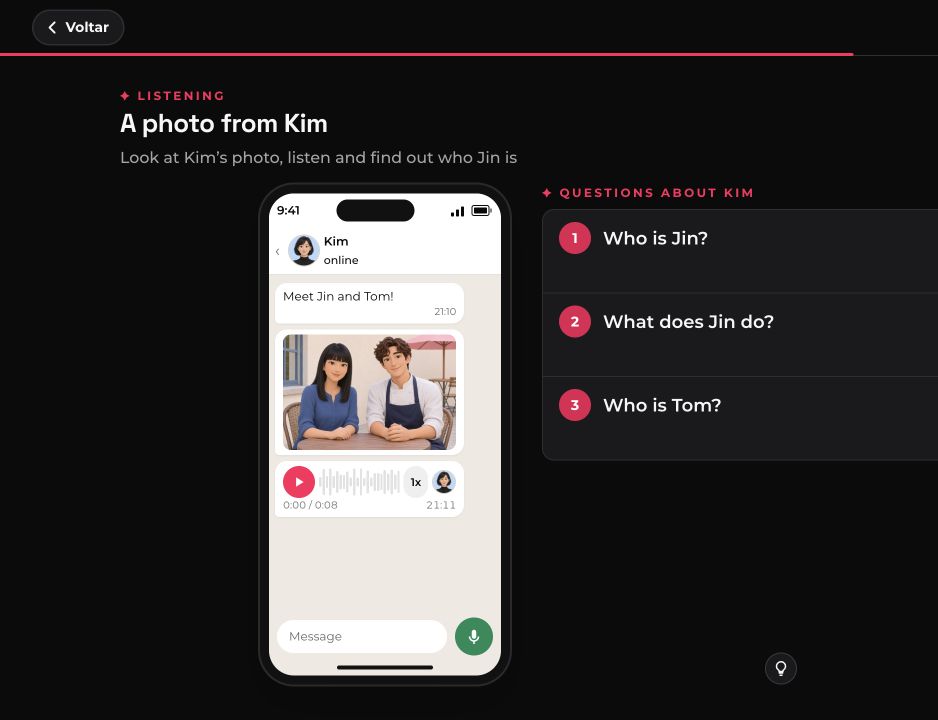 Voltar
LISTENING
A photo from Kim
Look at Kim's photo, listen and find out who Jin is
9:41
Kim
online
Meet Jin and Tom!
21:10
1x
0:00 / 0:08
21:11
Message
QUESTIONS ABOUT KIM
1 Who is Jin?
2 What does Jin do?
3 Who is Tom?